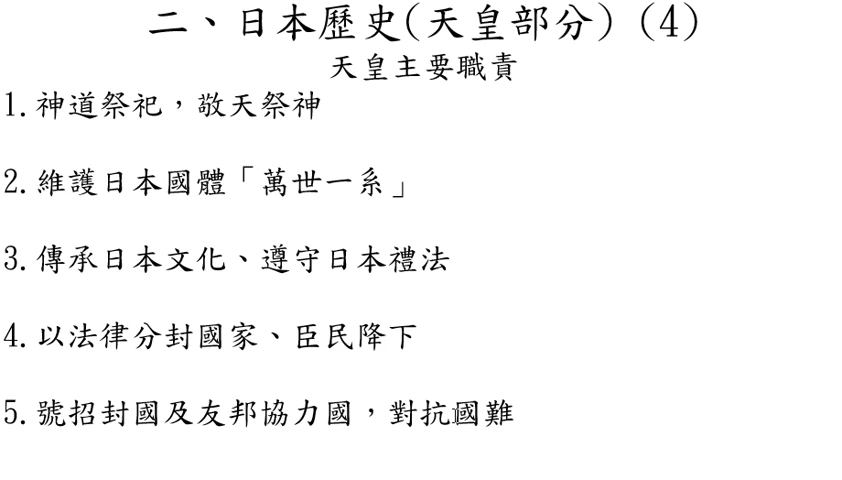 二、日本歷史(天皇部分) (4)
天皇主要職責
1.神道祭祀，敬天祭神
2.維護日本國體「萬世一系」
3.傳承日本文化、遵守日本禮法
4.以法律分封國家、臣民降下
5.號招封國及友邦協力國，對抗國難